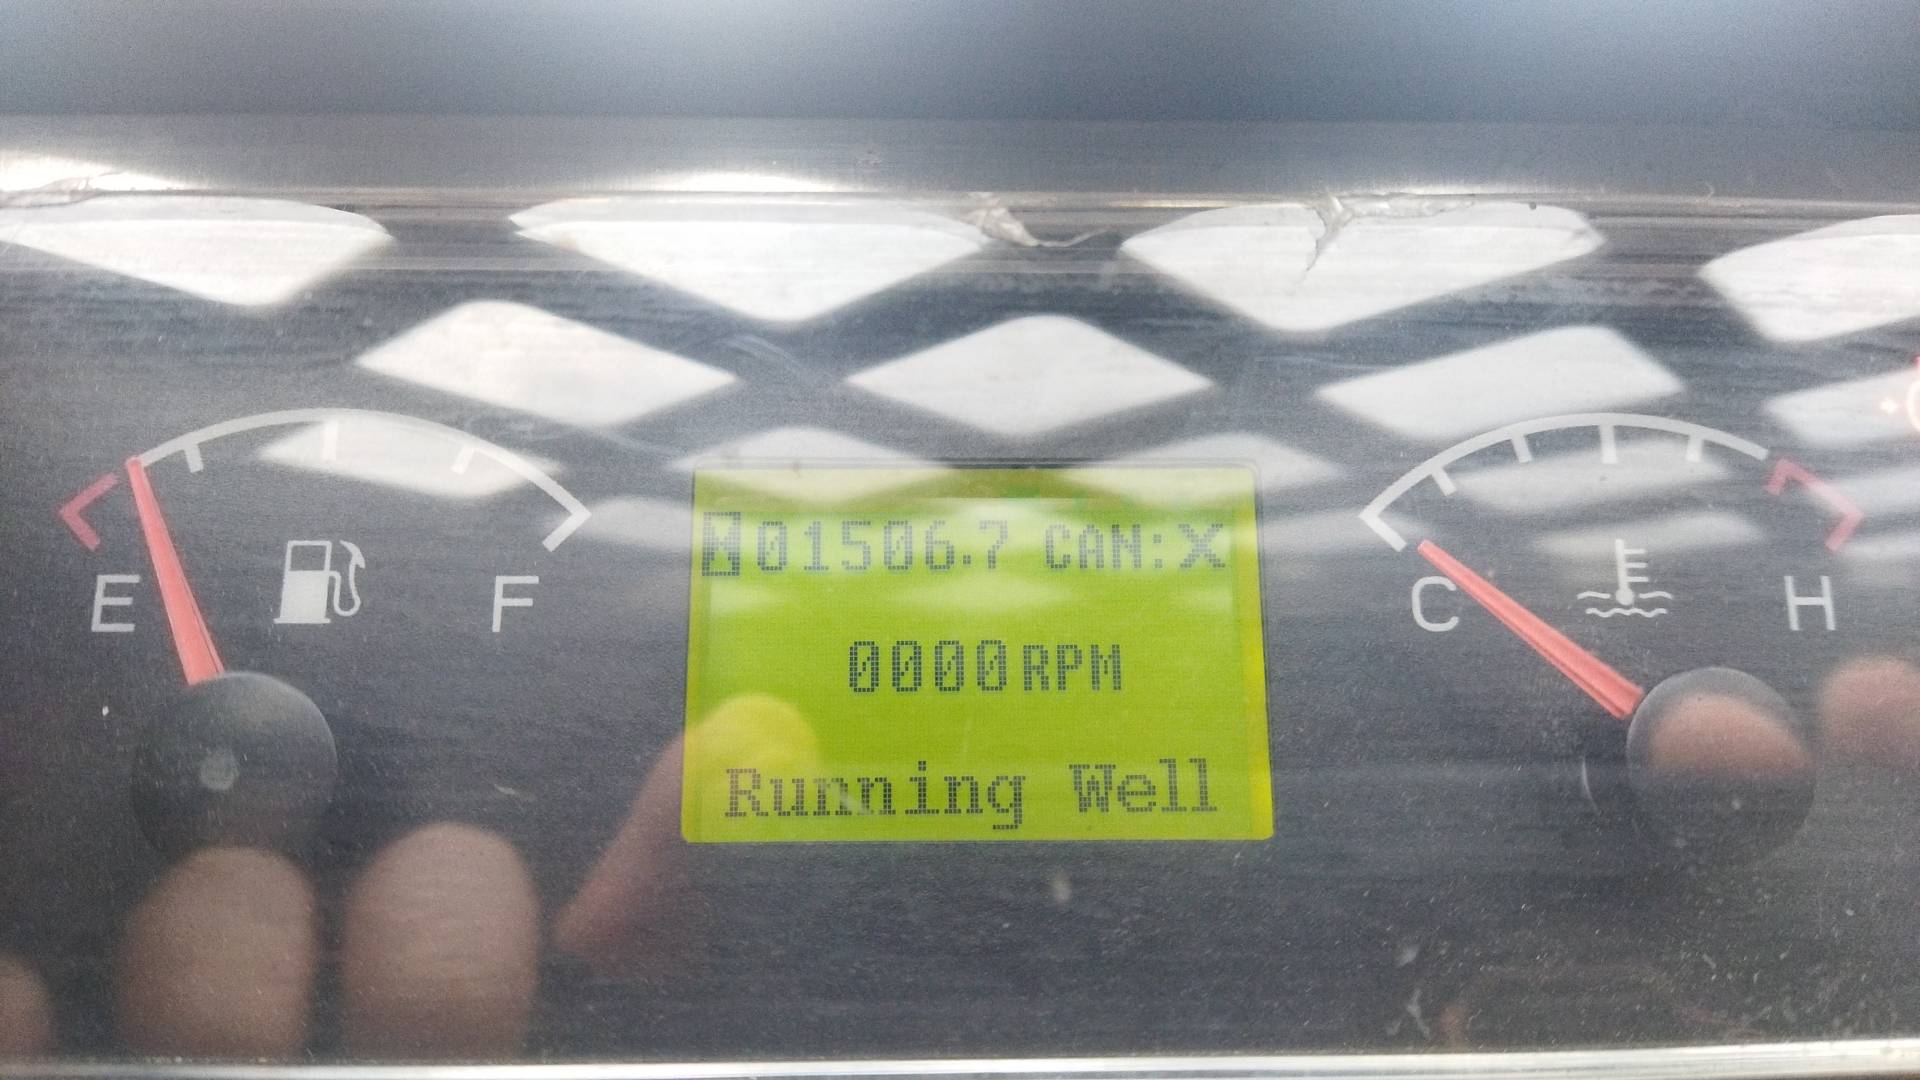 01506.7 CAN:X
0000RPM
Running Well
E F
C H